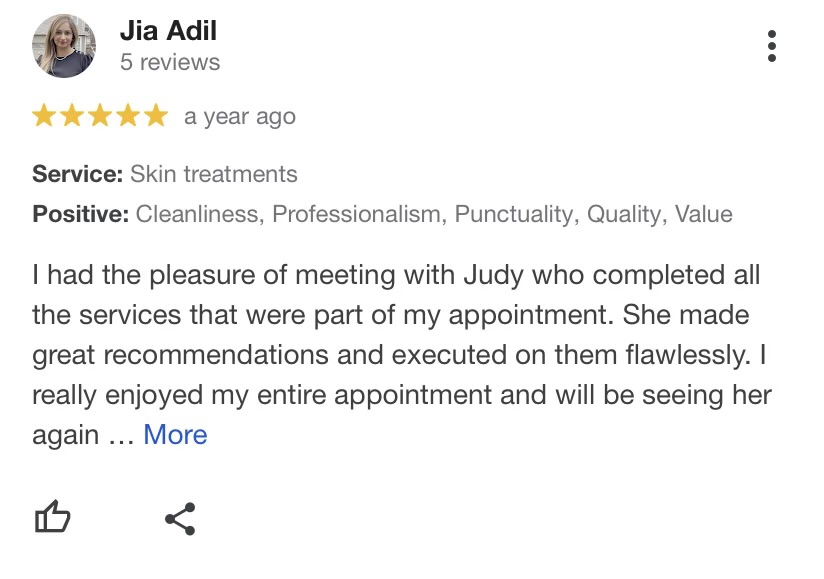 Jia Adil
5 reviews
a year ago
Service: Skin treatments
Positive: Cleanliness, Professionalism, Punctuality, Quality, Value
I had the pleasure of meeting with Judy who completed all
the services that were part of my appointment. She made
great recommendations and executed on them flawlessly. I
really enjoyed my entire appointment and will be seeing her
again … More